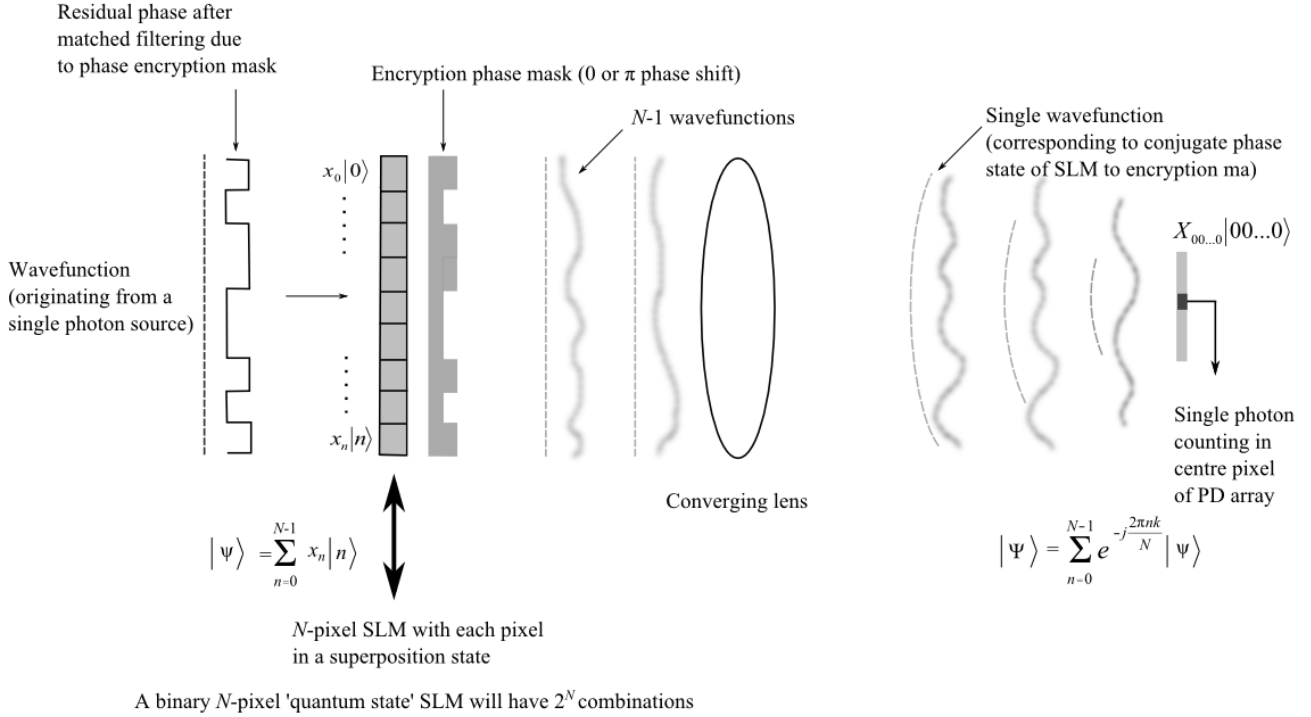 Residual phase after
matched filtering due
to phase encryption mask
Encryption phase mask (0 or π phase shift)
N-1 wavefunctions
Single wavefunction
(corresponding to conjugate phase
state of SLM to encryption ma)
x₀|0⟩
X₀₀...₀|00...0⟩
Wavefunction
(originating from a
single photon source)
xₙ|n⟩
Single photon
counting in
centre pixel
of PD array
Converging lens
|ψ⟩ = ∑_{n=0}^{N-1} xₙ|n⟩
|Ψ⟩ = ∑_{n=0}^{N-1} e^{-j\frac{2πnk}{N}} |ψ⟩
N-pixel SLM with each pixel
in a superposition state
A binary N-pixel 'quantum state' SLM will have 2ᴺ combinations